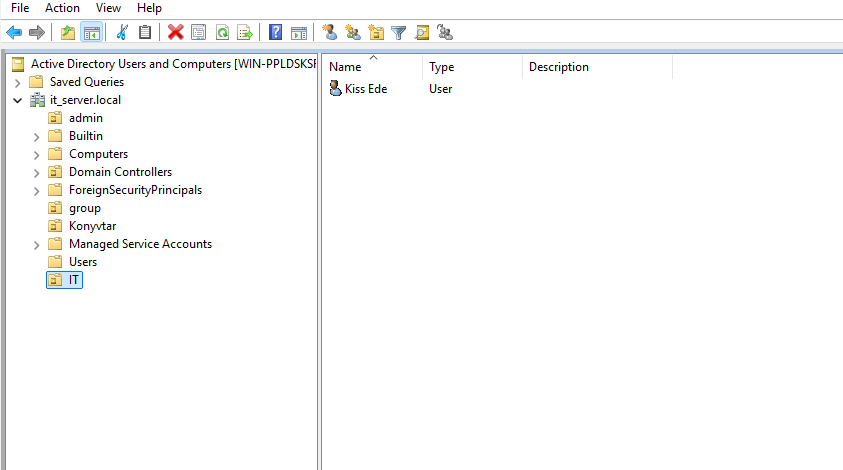 File Action View Help
Active Directory Users and Computers [WIN-PPLDSKSF
Saved Queries
it_server.local
admin
Builtin
Computers
Domain Controllers
ForeignSecurityPrincipals
group
Konyvtar
Managed Service Accounts
Users
IT
Name Type Description
Kiss Ede User